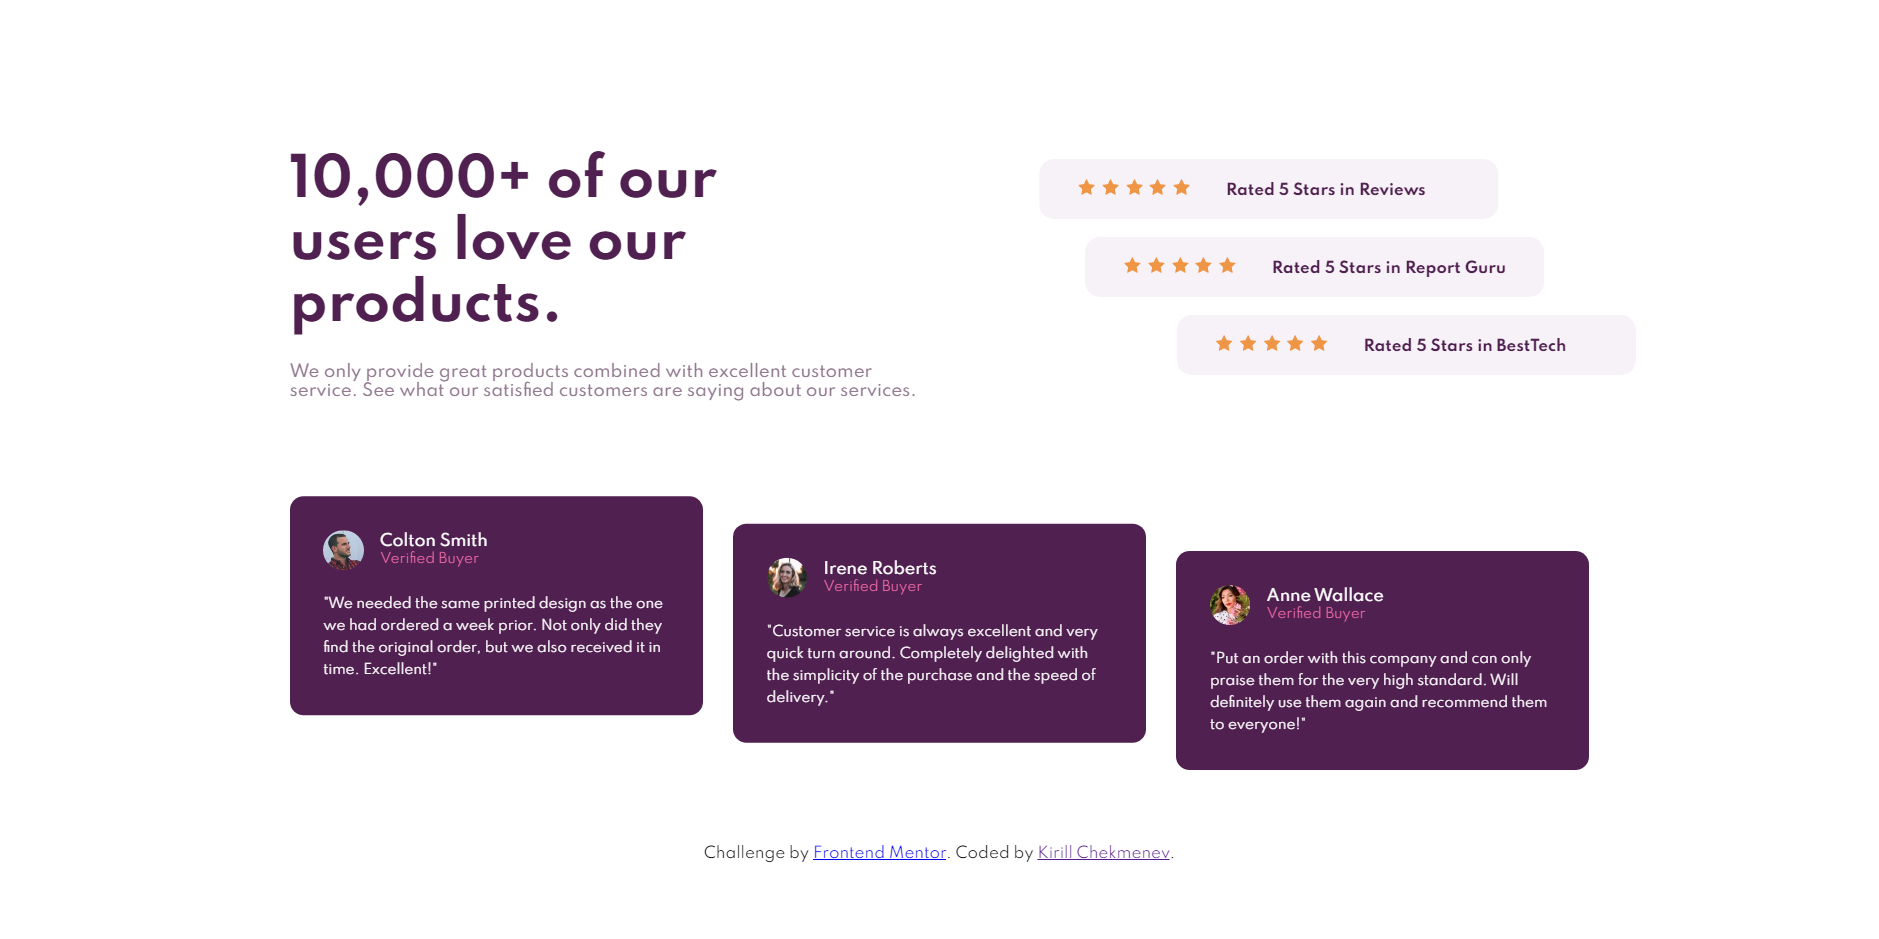 10,000+ of our
users love our
products.
We only provide great products combined with excellent customer
service. See what our satisfied customers are saying about our services.
Rated 5 Stars in Reviews
Rated 5 Stars in Report Guru
Rated 5 Stars in BestTech
Colton Smith
Verified Buyer
"We needed the same printed design as the one
we had ordered a week prior. Not only did they
find the original order, but we also received it in
time. Excellent!"
Irene Roberts
Verified Buyer
"Customer service is always excellent and very
quick turn around. Completely delighted with
the simplicity of the purchase and the speed of
delivery."
Anne Wallace
Verified Buyer
"Put an order with this company and can only
praise them for the very high standard. Will
definitely use them again and recommend them
to everyone!"
Challenge by Frontend Mentor. Coded by Kirill Chekmenev.